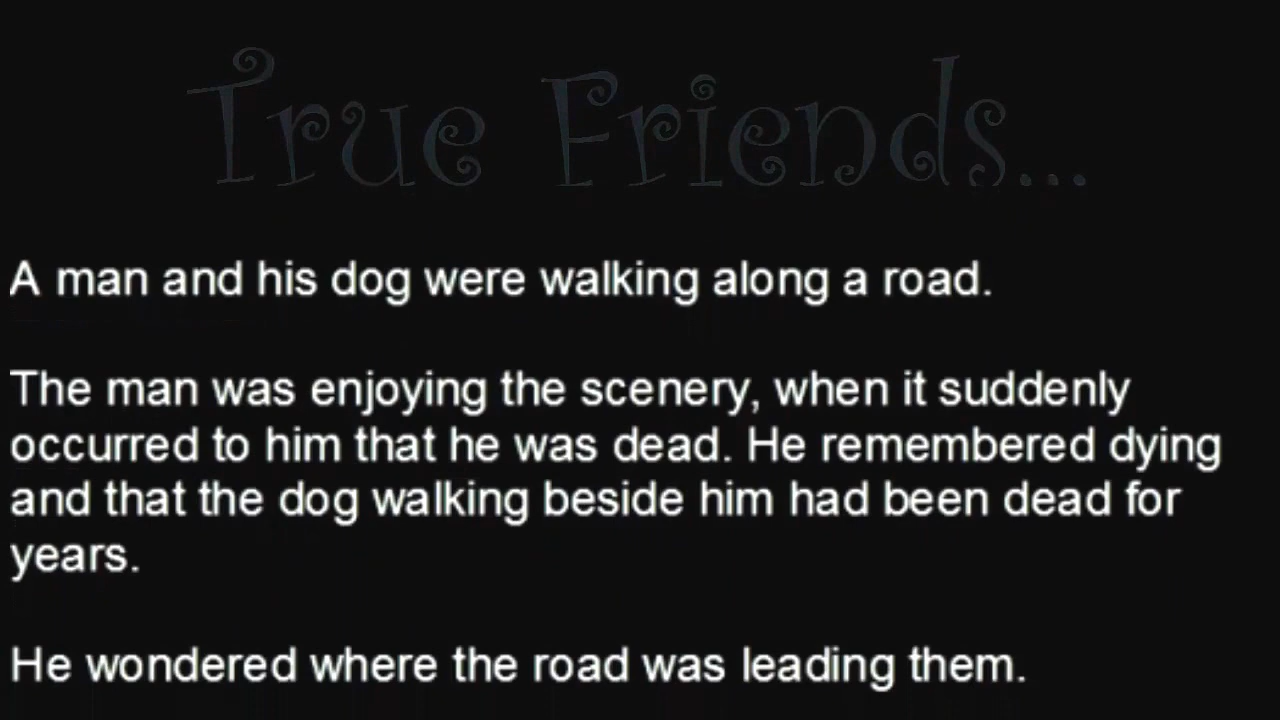 True Friends...
A man and his dog were walking along a road.
The man was enjoying the scenery, when it suddenly
occurred to him that he was dead. He remembered dying
and that the dog walking beside him had been dead for
years.
He wondered where the road was leading them.